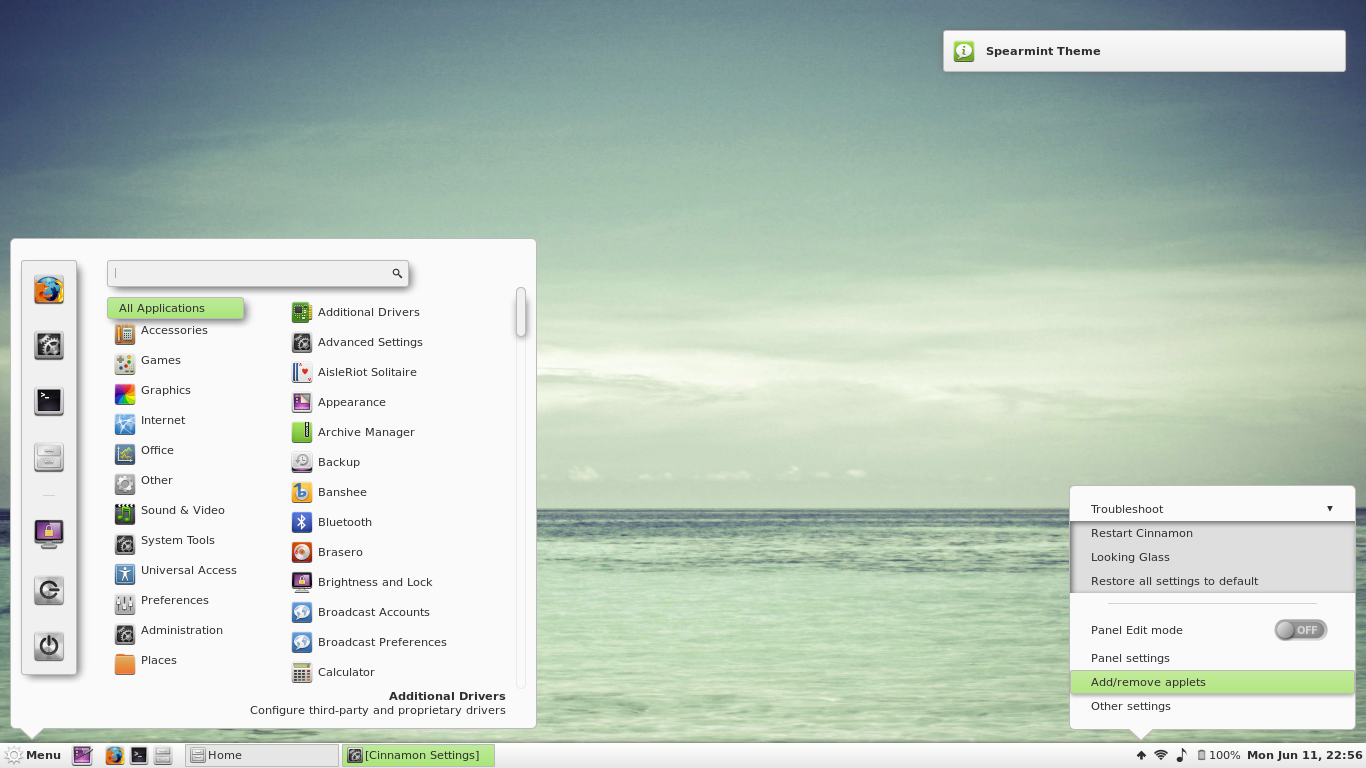 Spearmint Theme
All Applications
Accessories
Games
Graphics
Internet
Office
Other
Sound & Video
System Tools
Universal Access
Preferences
Administration
Places
Additional Drivers
Advanced Settings
AisleRiot Solitaire
Appearance
Archive Manager
Backup
Banshee
Bluetooth
Brasero
Brightness and Lock
Broadcast Accounts
Broadcast Preferences
Calculator
Additional Drivers
Configure third-party and proprietary drivers
Troubleshoot
Restart Cinnamon
Looking Glass
Restore all settings to default
Panel Edit mode OFF
Panel settings
Add/remove applets
Other settings
Menu Home [Cinnamon Settings] 100% Mon Jun 11, 22:56